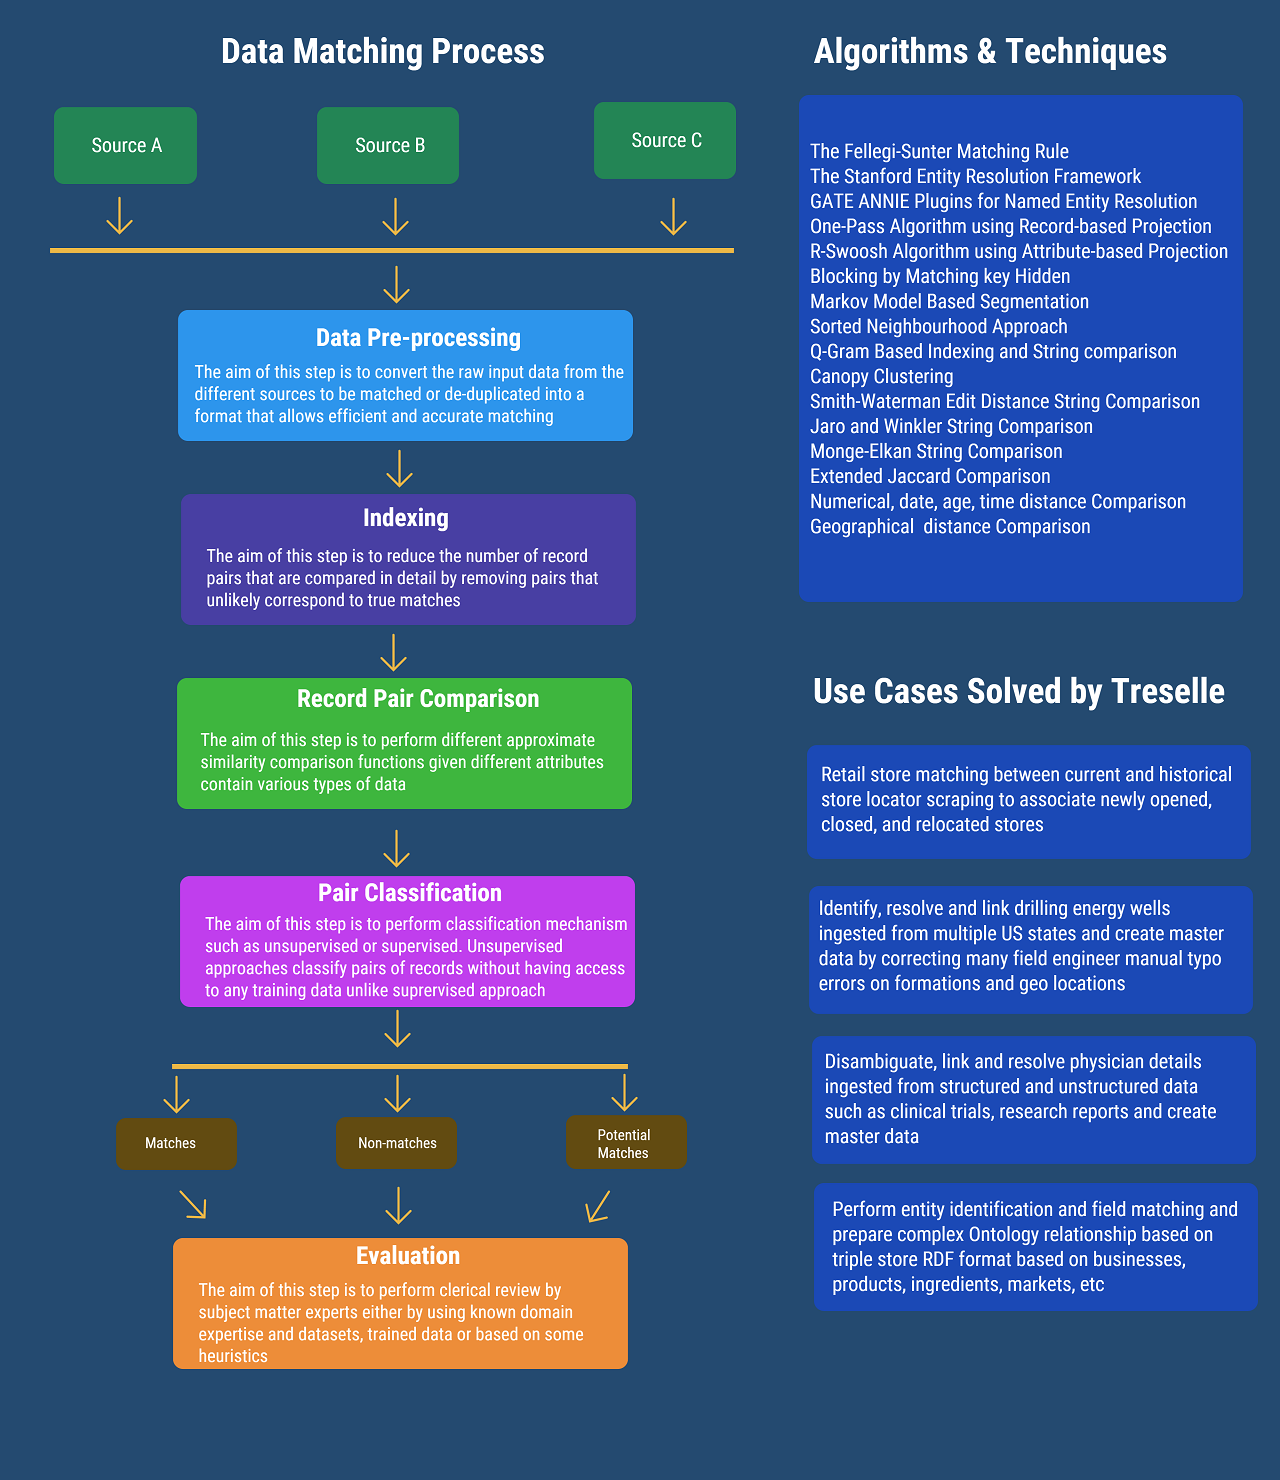 Data Matching Process
Source A
Source B
Source C
Data Pre-processing
The aim of this step is to convert the raw input data from the
different sources to be matched or de-duplicated into a
format that allows efficient and accurate matching
Indexing
The aim of this step is to reduce the number of record
pairs that are compared in detail by removing pairs that
unlikely correspond to true matches
Record Pair Comparison
The aim of this step is to perform different approximate
similarity comparison functions given different attributes
contain various types of data
Pair Classification
The aim of this step is to perform classification mechanism
such as unsupervised or supervised. Unsupervised
approaches classify pairs of records without having access
to any training data unlike suprervised approach
Matches
Non-matches
Potential
Matches
Evaluation
The aim of this step is to perform clerical review by
subject matter experts either by using known domain
expertise and datasets, trained data or based on some
heuristics
Algorithms & Techniques
The Fellegi-Sunter Matching Rule
The Stanford Entity Resolution Framework
GATE ANNIE Plugins for Named Entity Resolution
One-Pass Algorithm using Record-based Projection
R-Swoosh Algorithm using Attribute-based Projection
Blocking by Matching key Hidden
Markov Model Based Segmentation
Sorted Neighbourhood Approach
Q-Gram Based Indexing and String comparison
Canopy Clustering
Smith-Waterman Edit Distance String Comparison
Jaro and Winkler String Comparison
Monge-Elkan String Comparison
Extended Jaccard Comparison
Numerical, date, age, time distance Comparison
Geographical distance Comparison
Use Cases Solved by Treselle
Retail store matching between current and historical
store locator scraping to associate newly opened,
closed, and relocated stores
Identify, resolve and link drilling energy wells
ingested from multiple US states and create master
data by correcting many field engineer manual typo
errors on formations and geo locations
Disambiguate, link and resolve physician details
ingested from structured and unstructured data
such as clinical trials, research reports and create
master data
Perform entity identification and field matching and
prepare complex Ontology relationship based on
triple store RDF format based on businesses,
products, ingredients, markets, etc